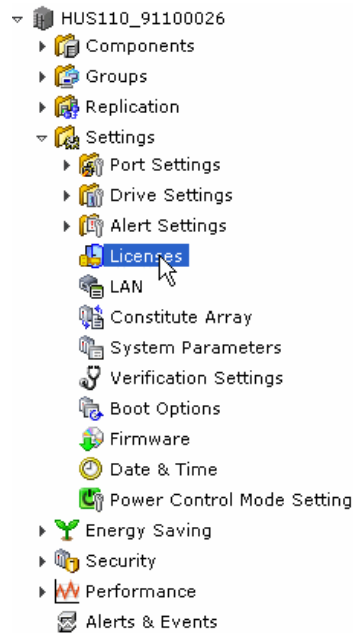 HUS110_91100026
Components
Groups
Replication
Settings
Port Settings
Drive Settings
Alert Settings
Licenses
LAN
Constitute Array
System Parameters
Verification Settings
Boot Options
Firmware
Date & Time
Power Control Mode Setting
Energy Saving
Security
Performance
Alerts & Events